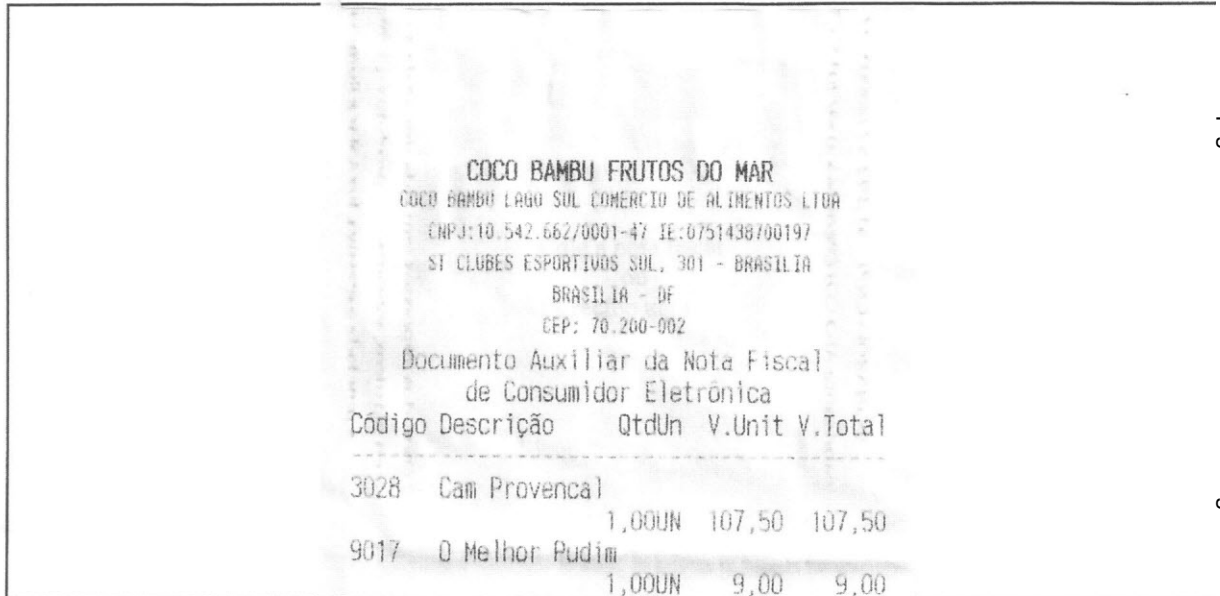 COCO BAMBU FRUTOS DO MAR
COCO BAMBU LAGO SUL COMERCIO DE ALIMENTOS LTDA
CNPJ:10.542.662/0001-47 IE:0751438700197
ST CLUBES ESPORTIVOS SUL, 301 - BRASILIA
BRASILIA - DF
CEP: 70.200-002
Documento Auxiliar da Nota Fiscal
de Consumidor Eletrônica
Código Descrição QtdUn V.Unit V.Total
3028 Cam Provencal
1,00UN 107,50 107,50
9017 O Melhor Pudim
1,00UN 9,00 9,00